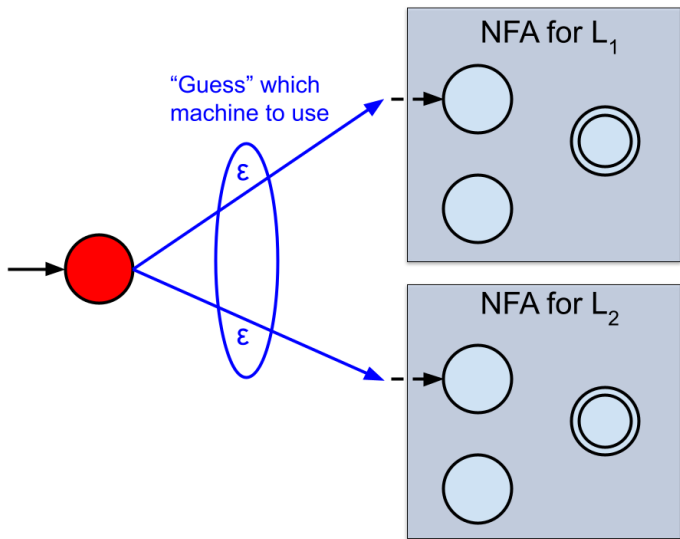 NFA for L₁
“Guess” which
machine to use
ε
ε
NFA for L₂